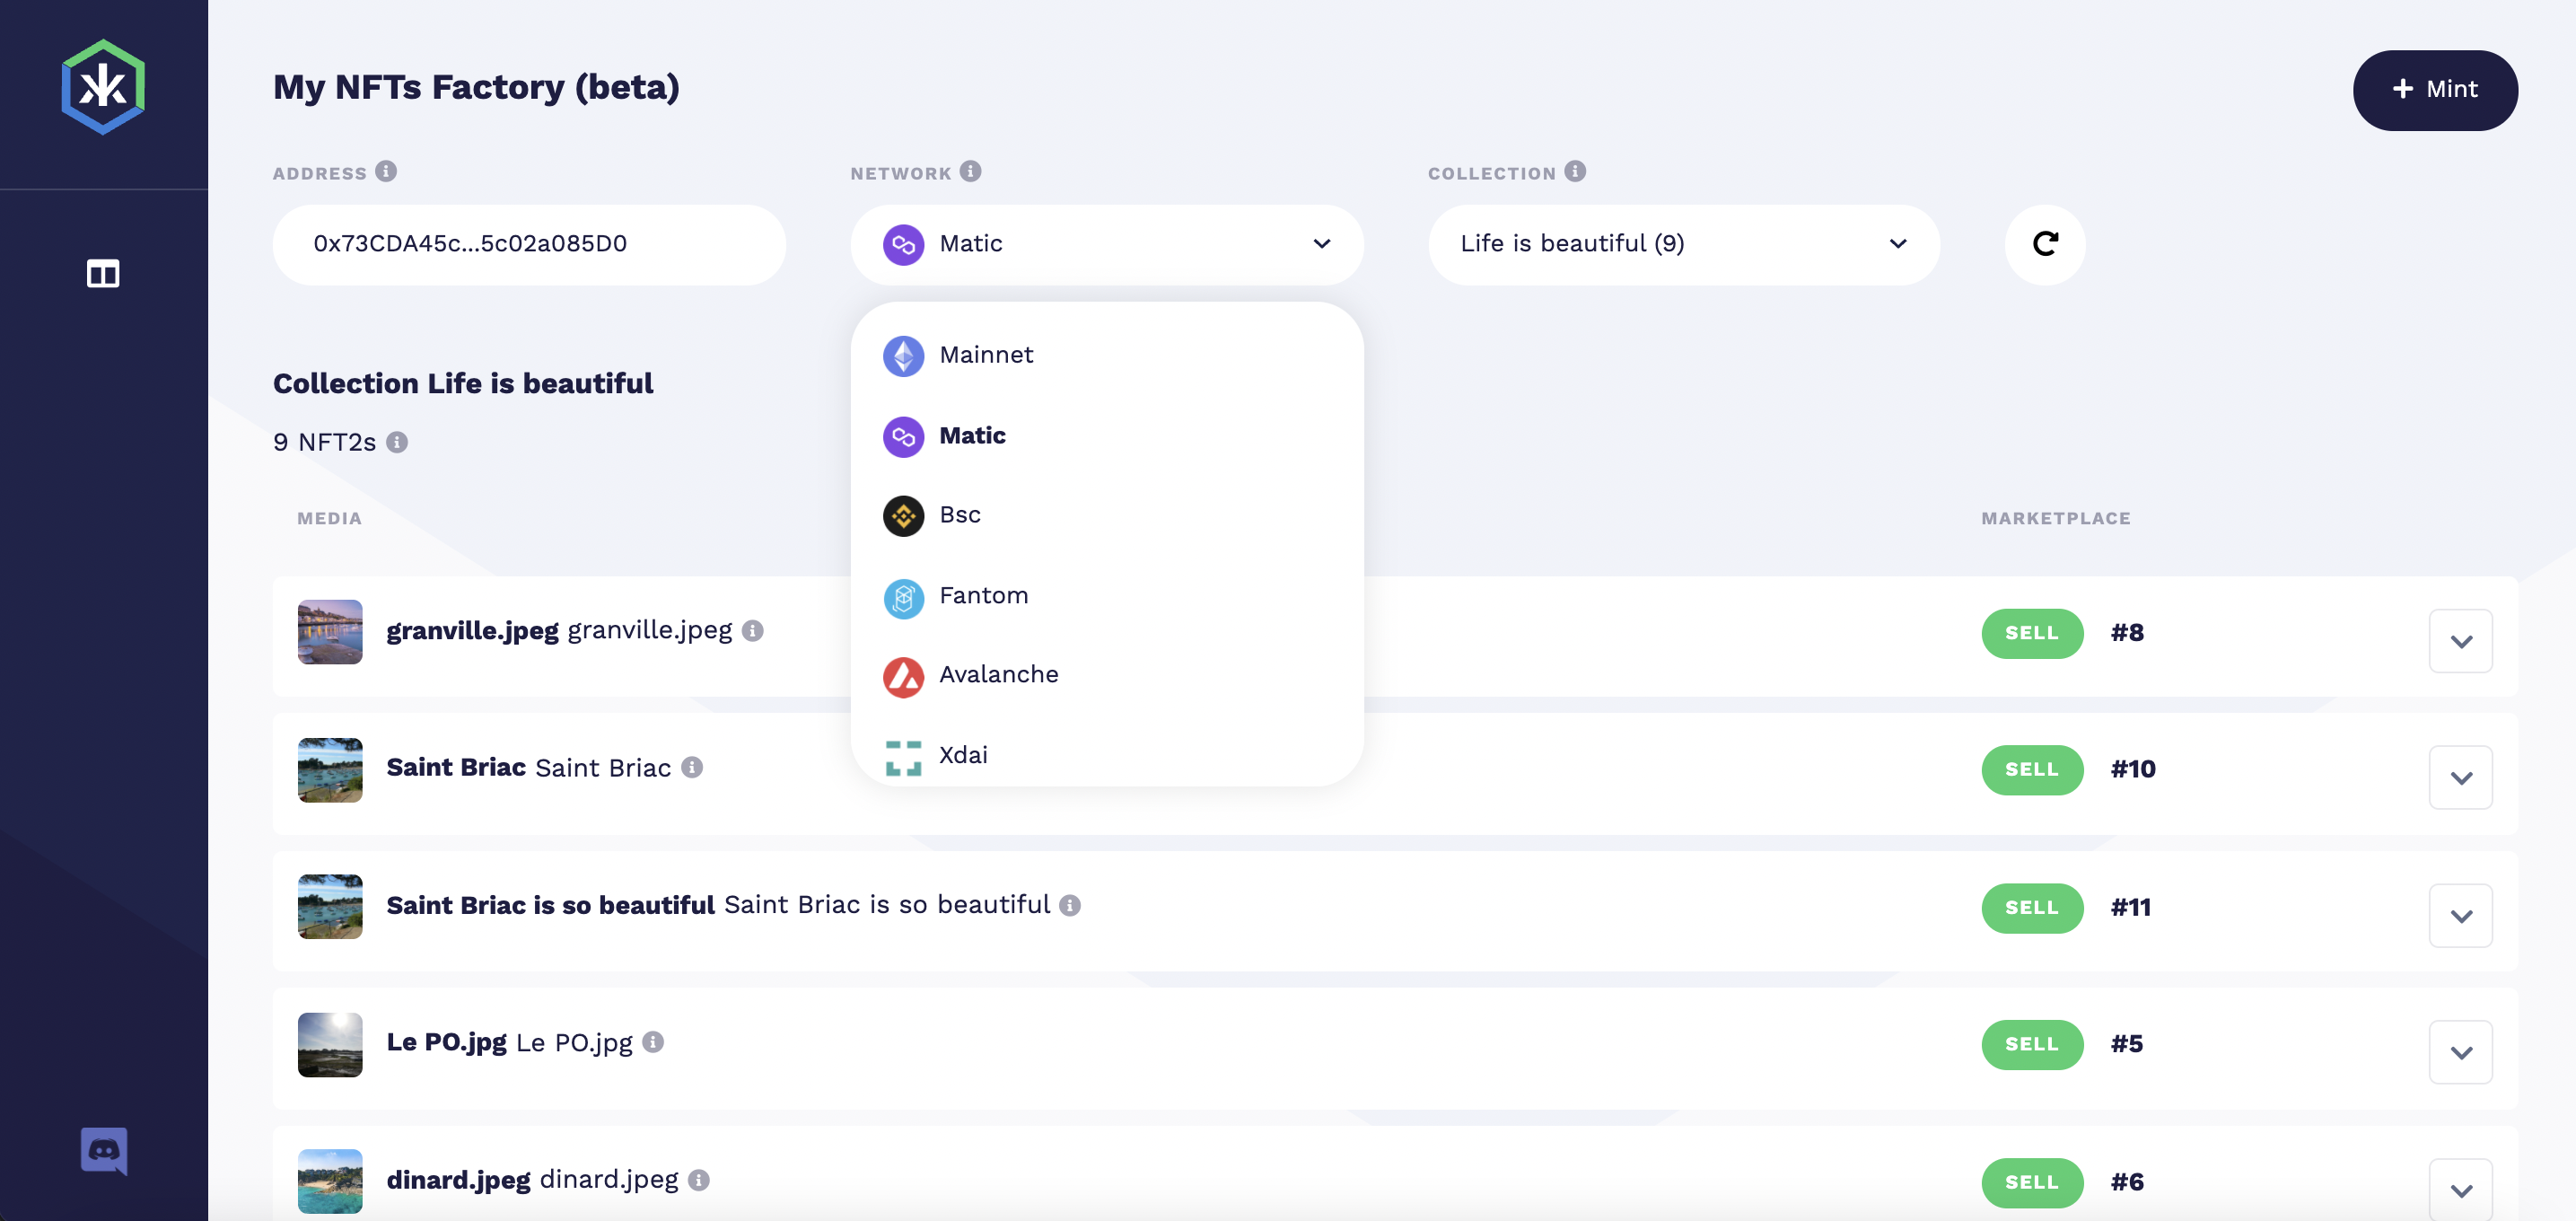 My NFTs Factory (beta)
+ Mint
ADDRESS
NETWORK
COLLECTION
0x73CDA45c...5c02a085D0
Matic
Life is beautiful (9)
Mainnet
Matic
Bsc
Fantom
Avalanche
Xdai
Collection Life is beautiful
9 NFT2s
MEDIA
MARKETPLACE
granville.jpeg granville.jpeg
SELL #8
Saint Briac Saint Briac
SELL #10
Saint Briac is so beautiful Saint Briac is so beautiful
SELL #11
Le PO.jpg Le PO.jpg
SELL #5
dinard.jpeg dinard.jpeg
SELL #6